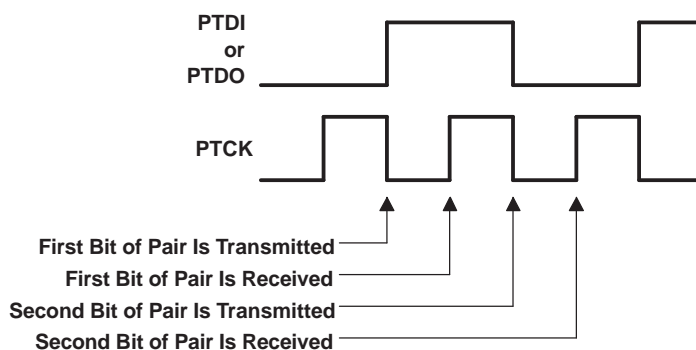 PTDI
or
PTDO
PTCK
First Bit of Pair Is Transmitted
First Bit of Pair Is Received
Second Bit of Pair Is Transmitted
Second Bit of Pair Is Received